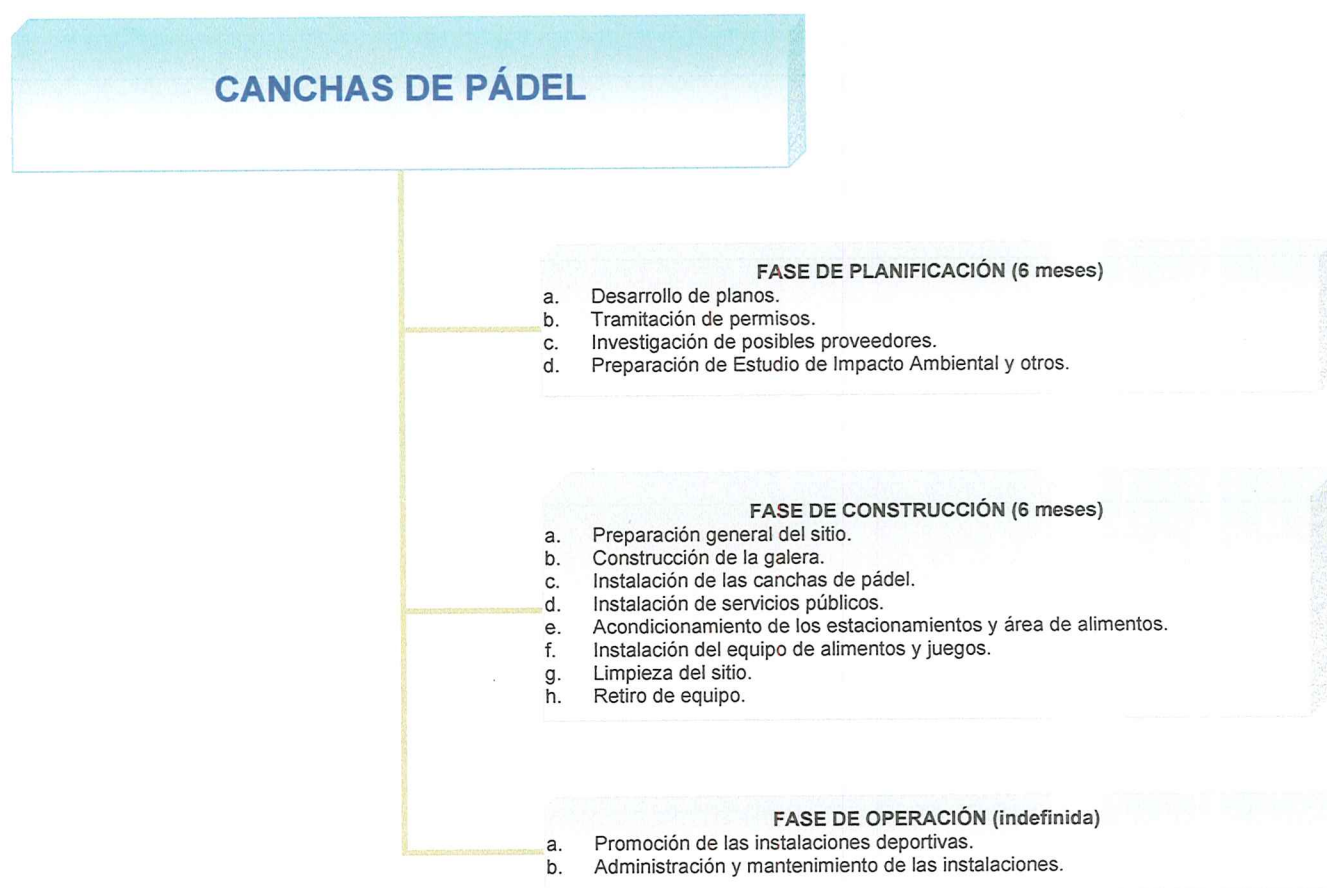 CANCHAS DE PÁDEL
FASE DE PLANIFICACIÓN (6 meses)
a. Desarrollo de planos.
b. Tramitación de permisos.
c. Investigación de posibles proveedores.
d. Preparación de Estudio de Impacto Ambiental y otros.
FASE DE CONSTRUCCIÓN (6 meses)
a. Preparación general del sitio.
b. Construcción de la galera.
c. Instalación de las canchas de pádel.
d. Instalación de servicios públicos.
e. Acondicionamiento de los estacionamientos y área de alimentos.
f. Instalación del equipo de alimentos y juegos.
g. Limpieza del sitio.
h. Retiro de equipo.
FASE DE OPERACIÓN (indefinida)
a. Promoción de las instalaciones deportivas.
b. Administración y mantenimiento de las instalaciones.